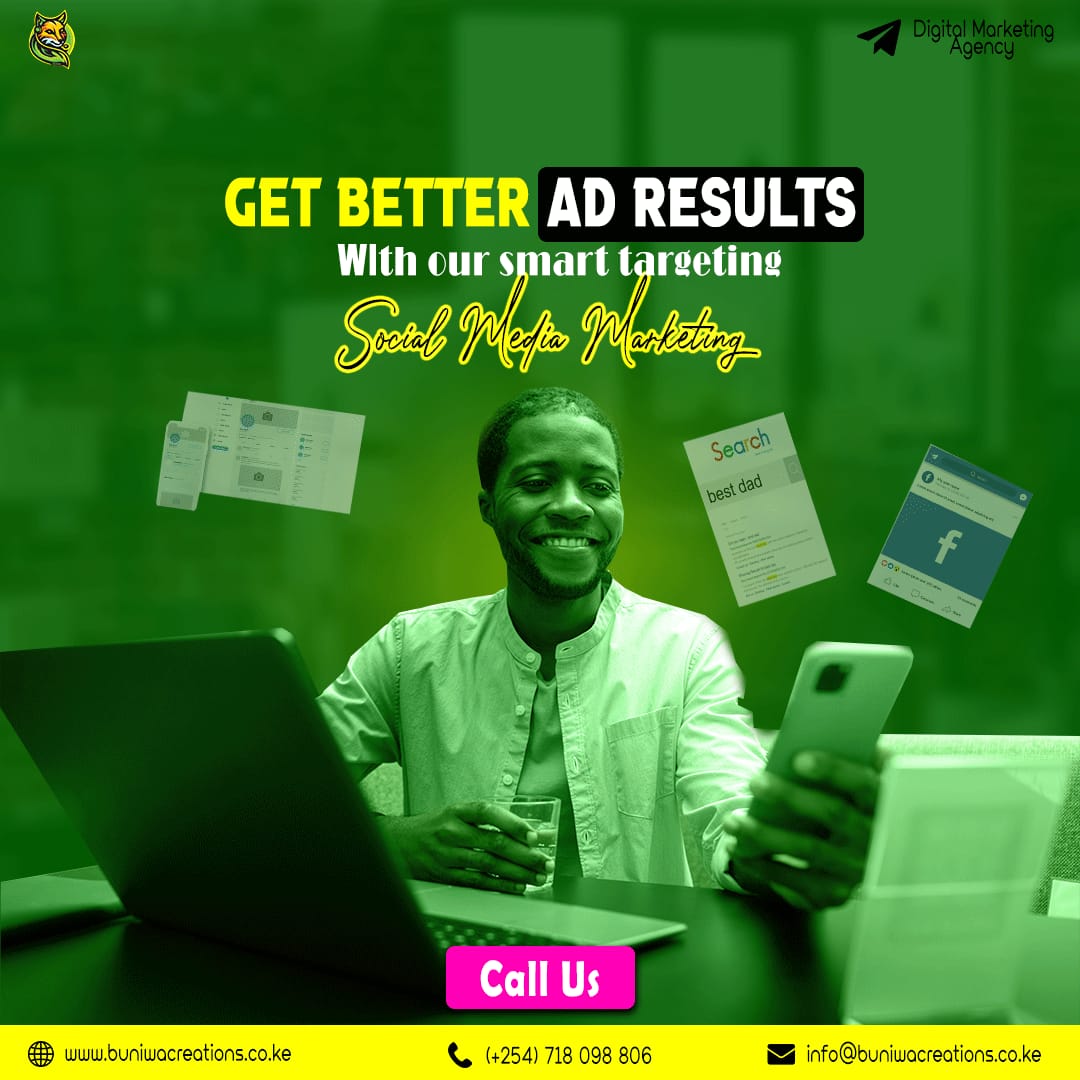 Digital Marketing
Agency
GET BETTER AD RESULTS
WIth our smart targeting
Social Media Marketing
Search
best dad
Call Us
www.buniwacreations.co.ke
(+254) 718 098 806
info@buniwacreations.co.ke